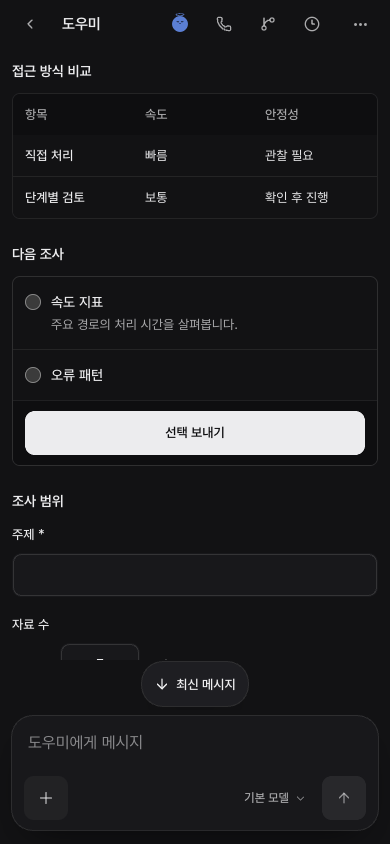 도우미
접근 방식 비교
항목 속도 안정성
직접 처리 빠름 관찰 필요
단계별 검토 보통 확인 후 진행
다음 조사
속도 지표
주요 경로의 처리 시간을 살펴봅니다.
오류 패턴
선택 보내기
조사 범위
주제 *
자료 수
최신 메시지
도우미에게 메시지
기본 모델